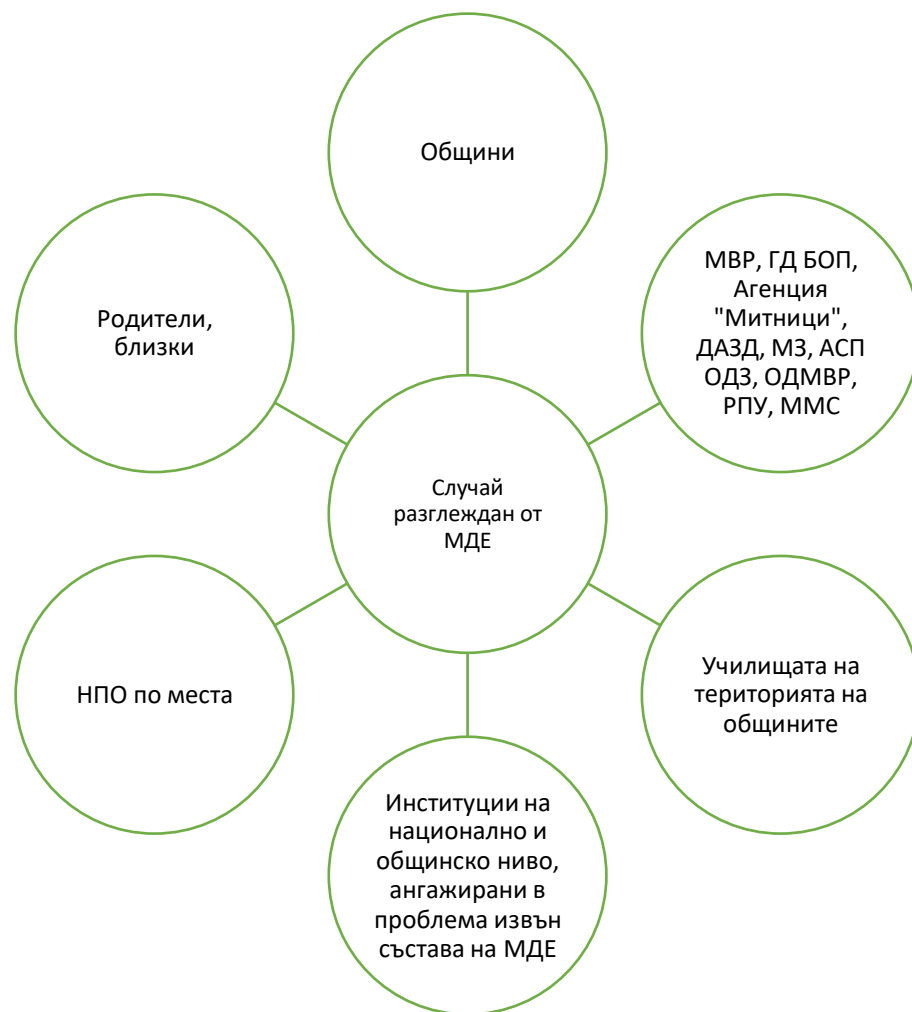 Общини
МВР, ГД БОП,
Агенция
"Митници",
ДАЗД, МЗ, АСП
ОДЗ, ОДМВР,
РПУ, ММС
Родители,
близки
Случай
разглеждан от
МДЕ
НПО по места
Училищата на
територията на
общините
Институции на
национално и
общинско ниво,
ангажирани в
проблема извън
състава на МДЕ